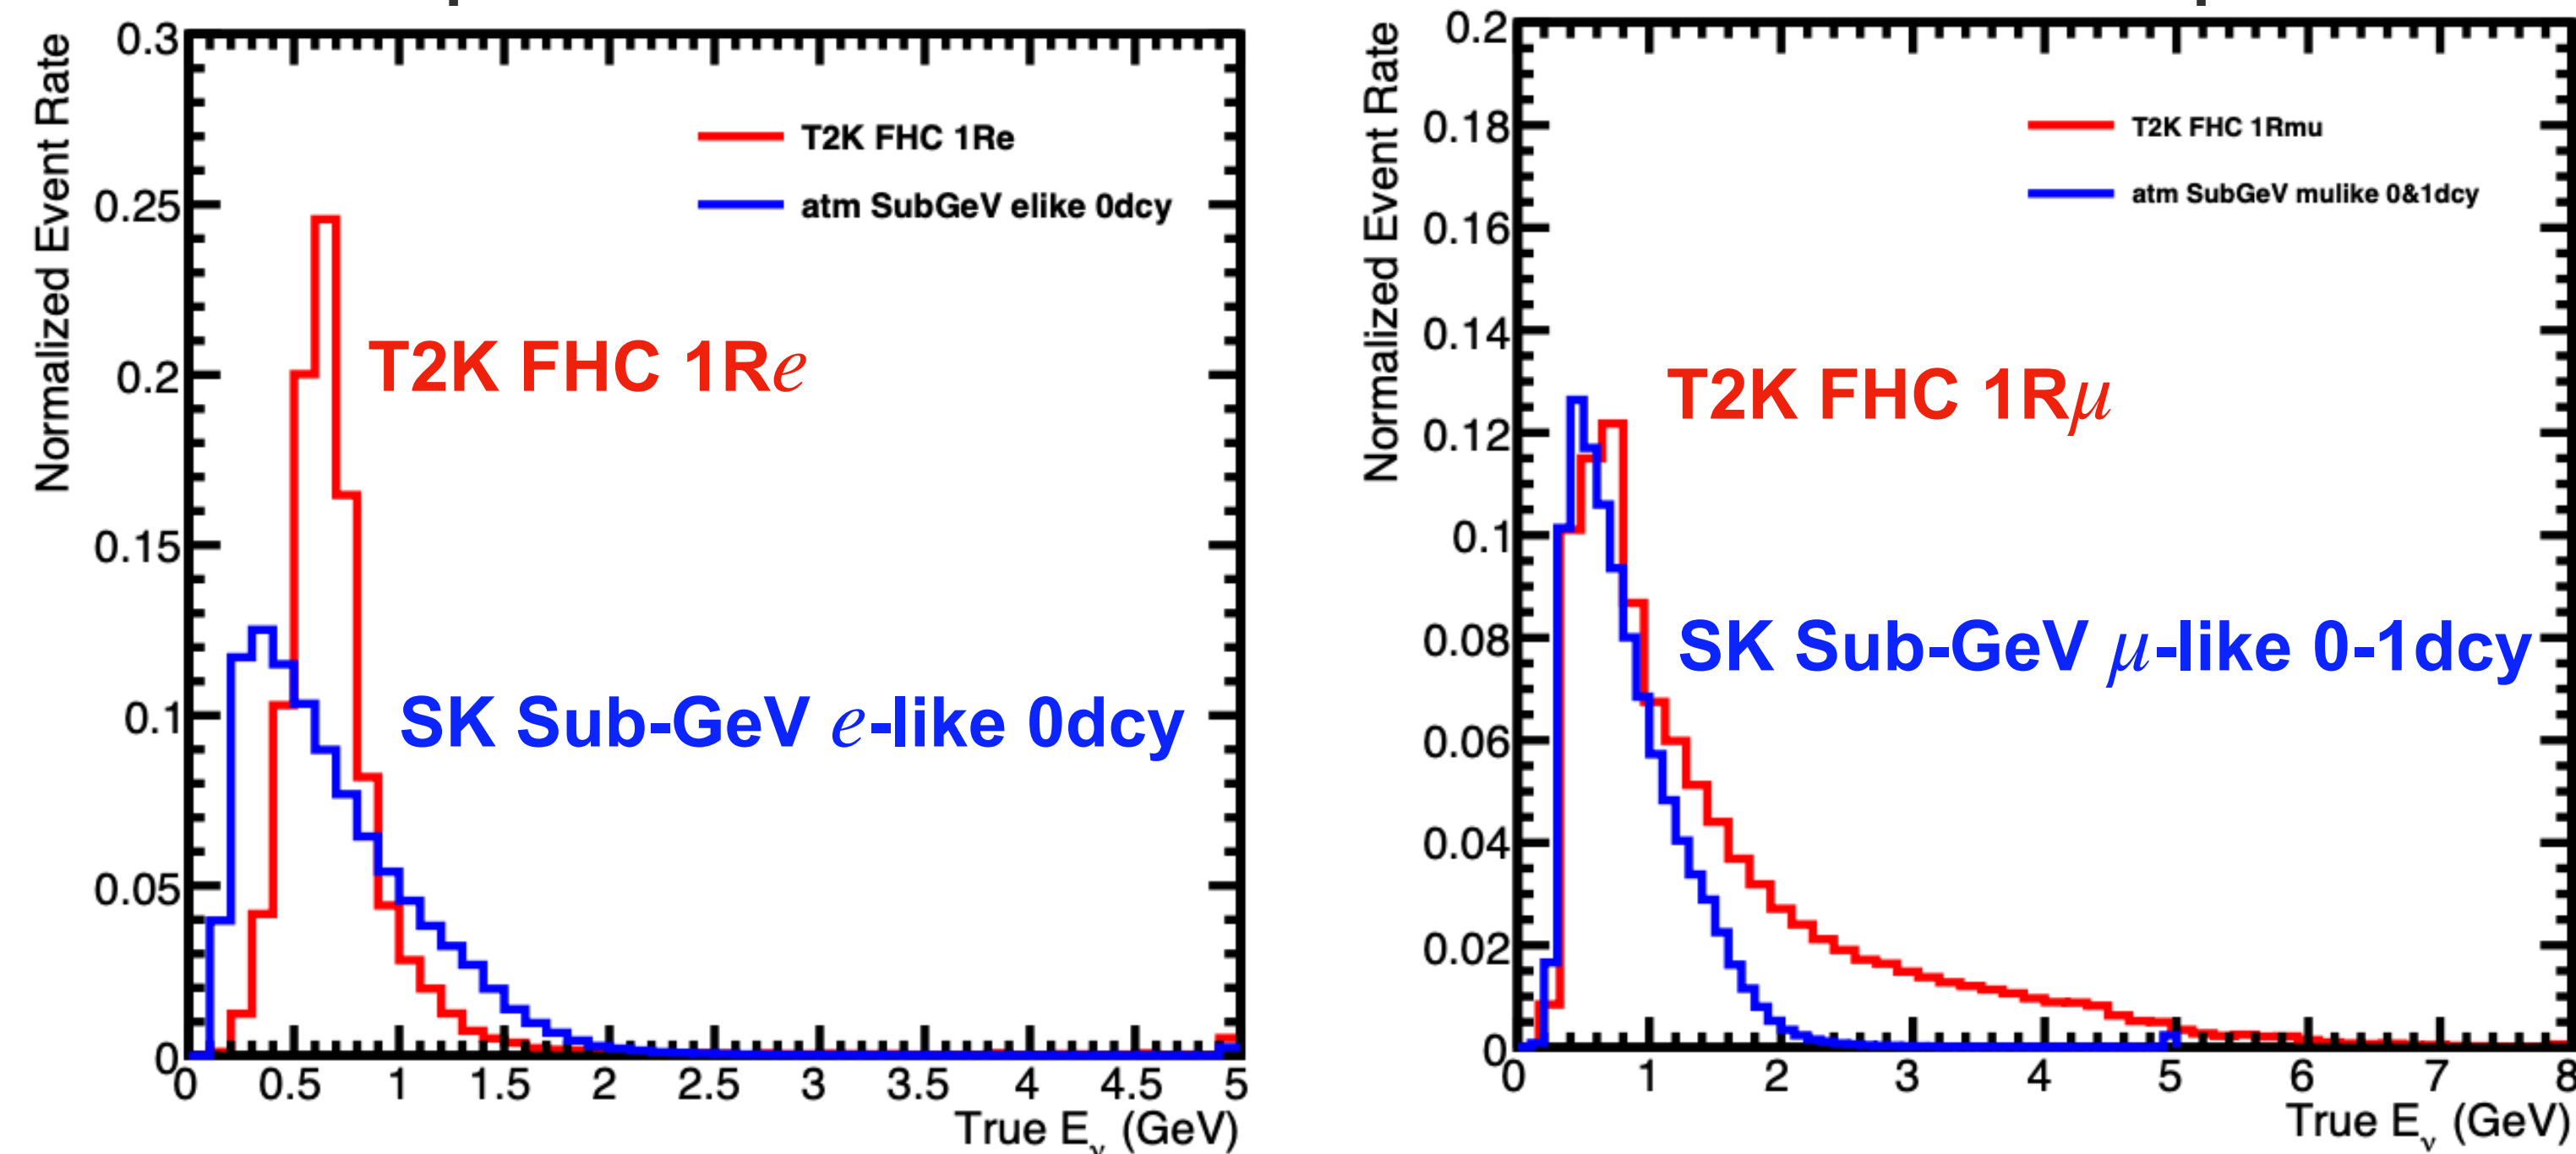 Normalized Event Rate
0.3
0.25
0.2
0.15
0.1
0.05
0
T2K FHC 1Re
atm SubGeV elike 0dcy
T2K FHC 1Re
SK Sub-GeV e-like 0dcy
0 0.5 1 1.5 2 2.5 3 3.5 4 4.5 5
True Eν (GeV)
Normalized Event Rate
0.2
0.18
0.16
0.14
0.12
0.1
0.08
0.06
0.04
0.02
0
T2K FHC 1Rmu
atm SubGeV mulike 0&1dcy
T2K FHC 1Rμ
SK Sub-GeV μ-like 0-1dcy
0 1 2 3 4 5 6 7 8
True Eν (GeV)